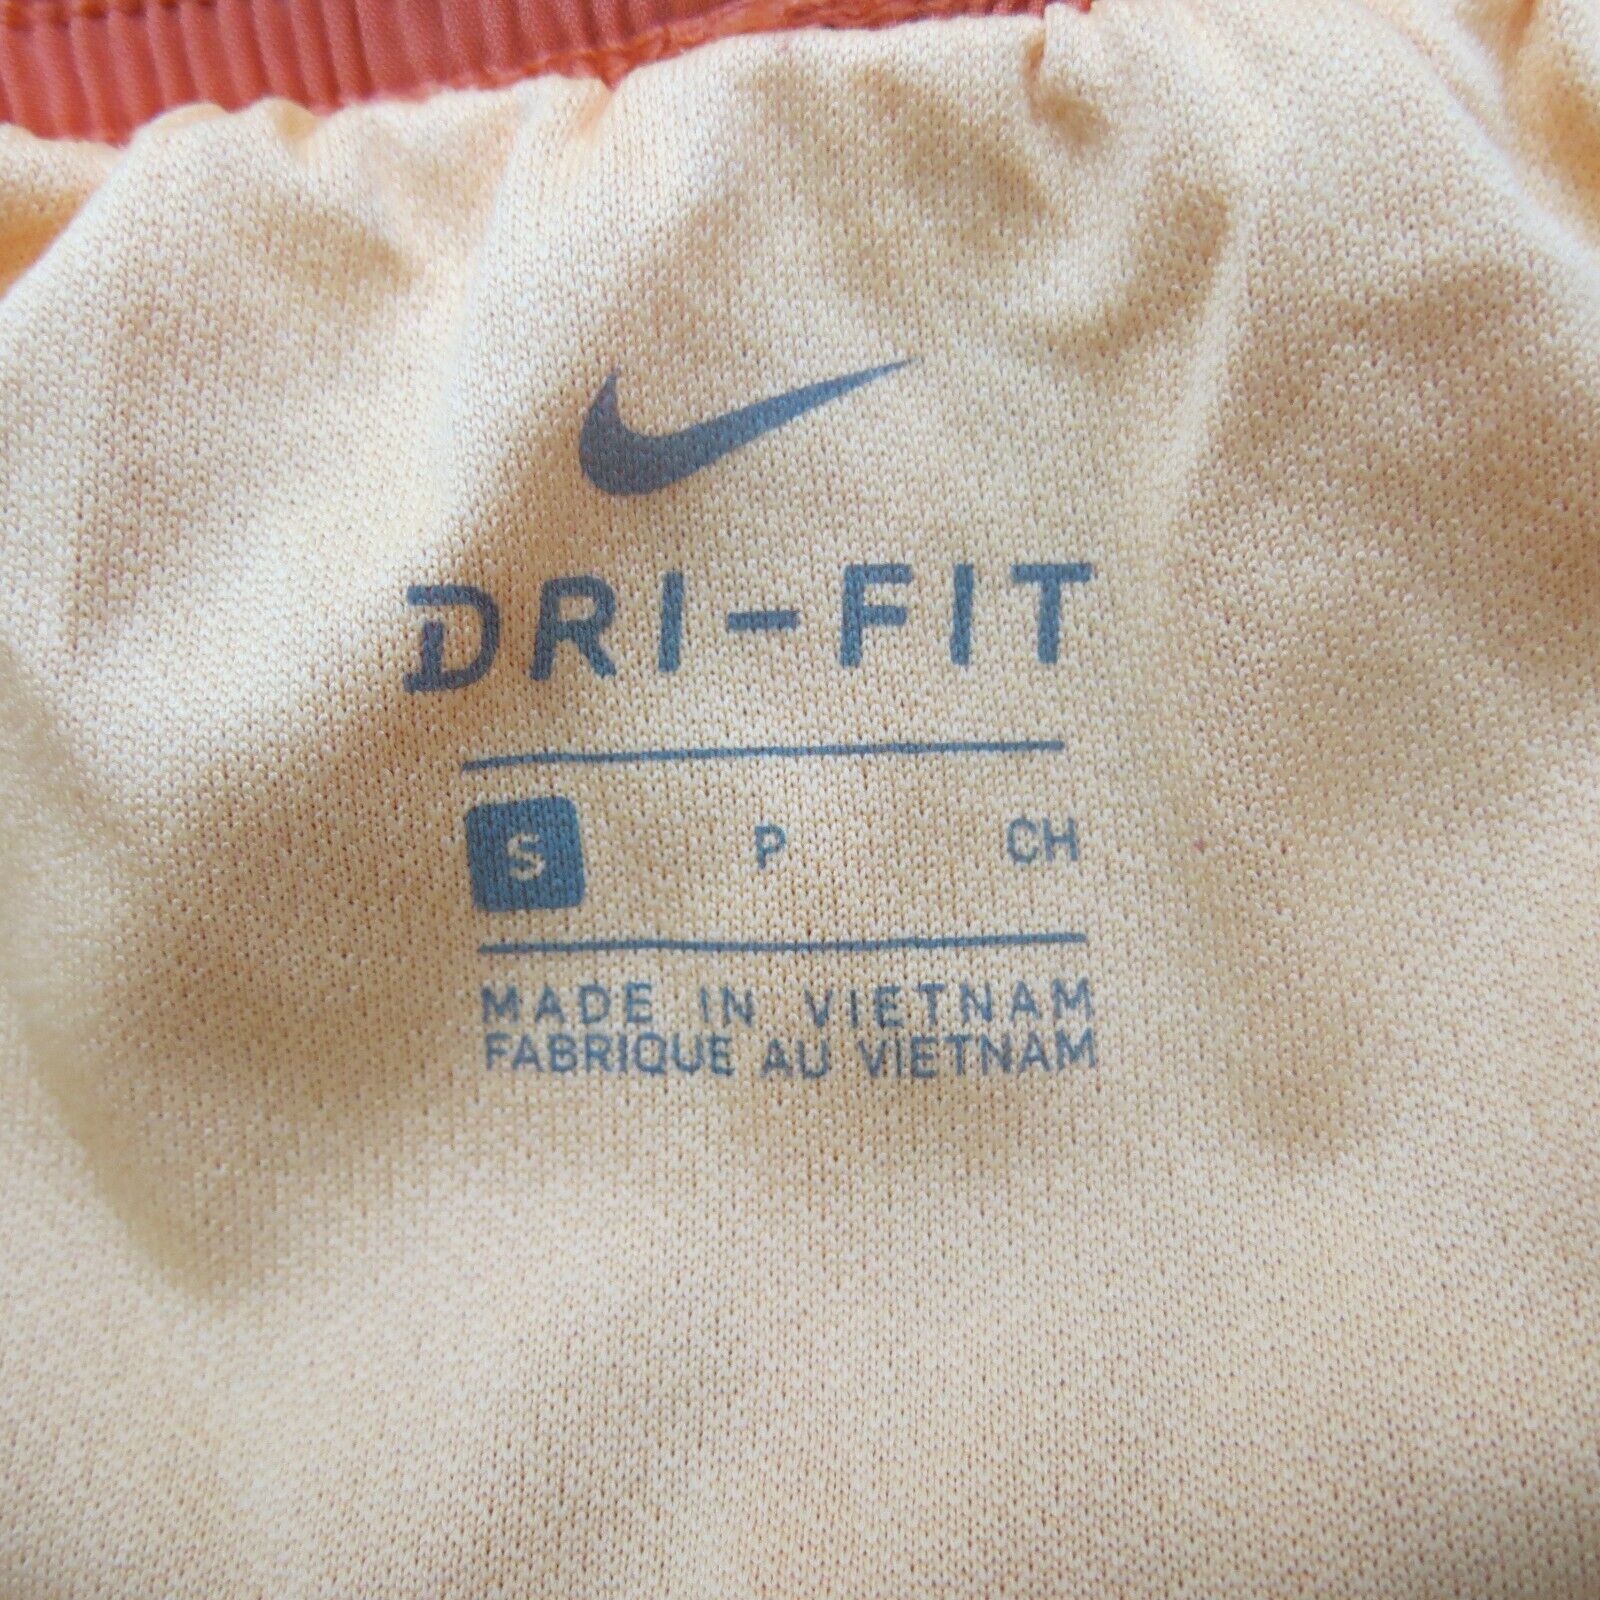 DRI-FIT
S P CH
MADE IN VIETNAM
FABRIQUE AU VIETNAM